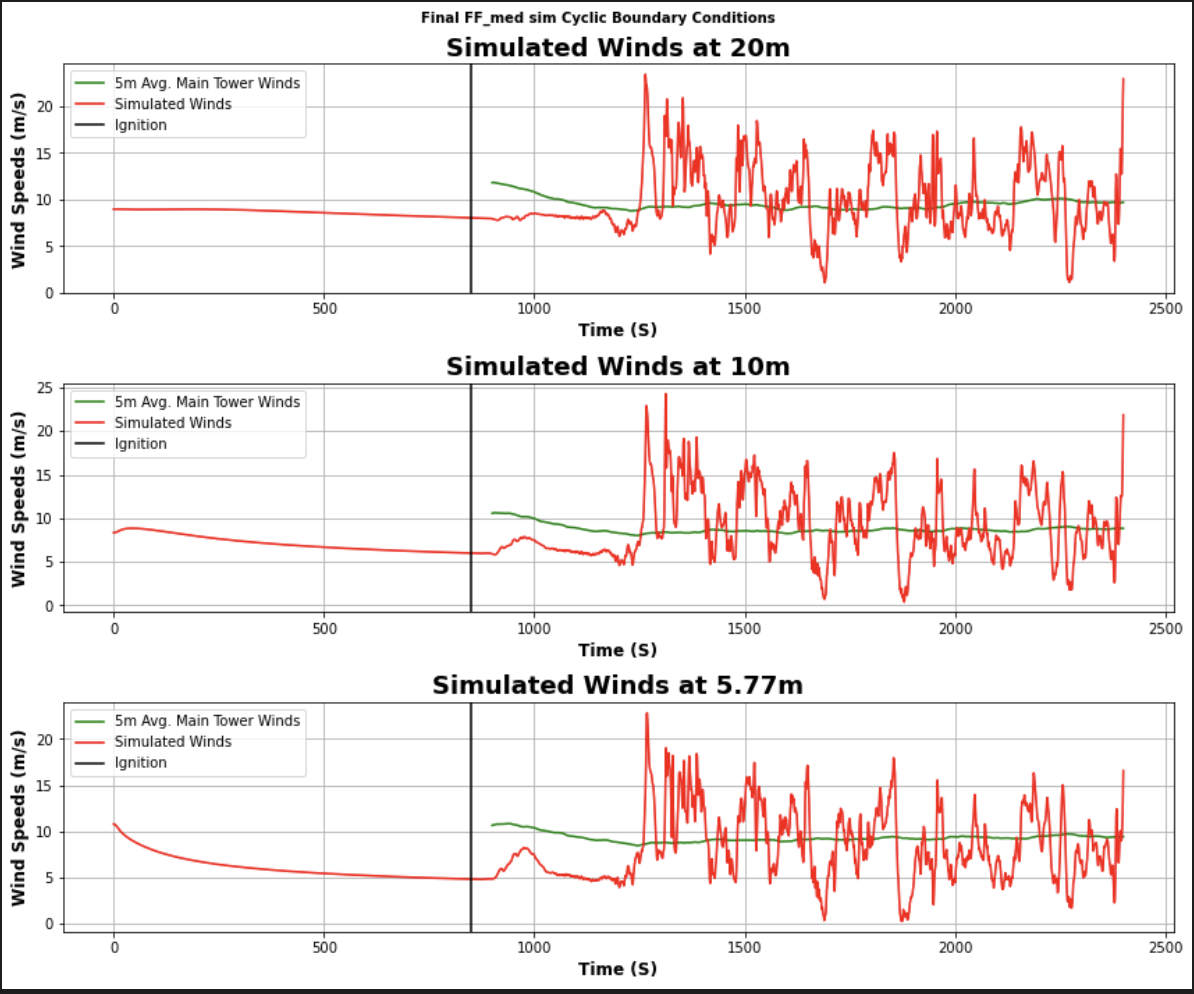 Final FF_med sim Cyclic Boundary Conditions
Simulated Winds at 20m
Wind Speeds (m/s)
5m Avg. Main Tower Winds
Simulated Winds
Ignition
20
15
10
5
0
0 500 1000 1500 2000 2500
Time (S)
Simulated Winds at 10m
Wind Speeds (m/s)
5m Avg. Main Tower Winds
Simulated Winds
Ignition
25
20
15
10
5
0
0 500 1000 1500 2000 2500
Time (S)
Simulated Winds at 5.77m
Wind Speeds (m/s)
5m Avg. Main Tower Winds
Simulated Winds
Ignition
20
15
10
5
0
0 500 1000 1500 2000 2500
Time (S)